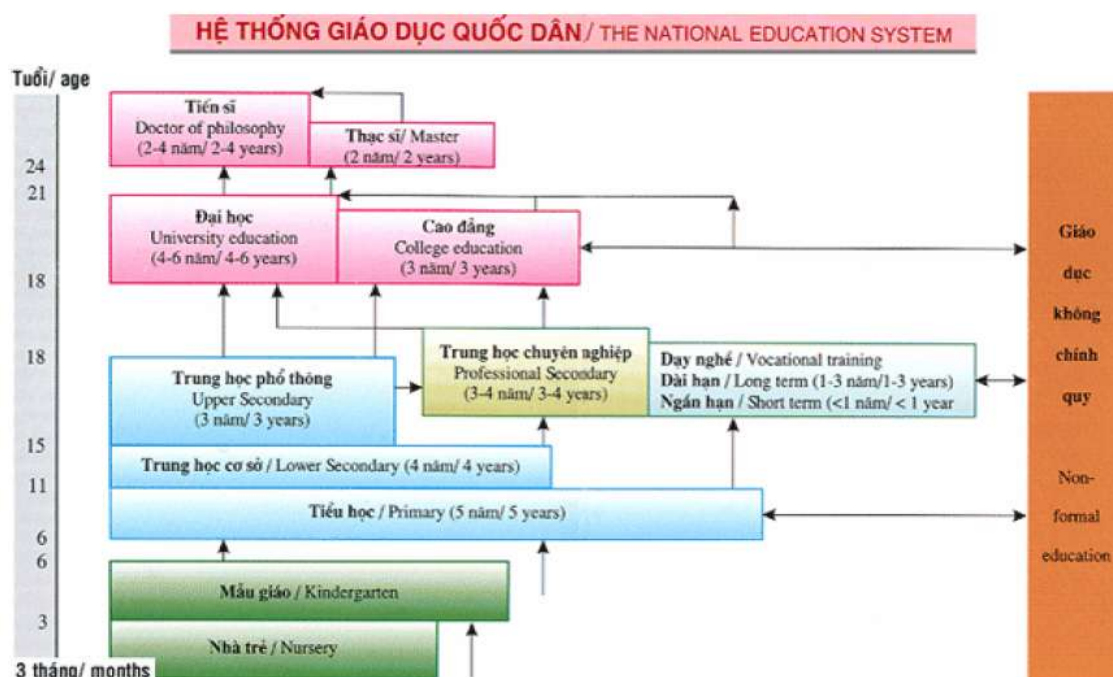 HỆ THỐNG GIÁO DỤC QUỐC DÂN/ THE NATIONAL EDUCATION SYSTEM
Tuổi/ age
Tiến sĩ
Doctor of philosophy
(2-4 năm/ 2-4 years)
Thạc sĩ/ Master
(2 năm/ 2 years)
24
21
Đại học
University education
(4-6 năm/ 4-6 years)
Cao đẳng
College education
(3 năm/ 3 years)
18
18
Trung học phổ thông
Upper Secondary
(3 năm/ 3 years)
Trung học chuyên nghiệp
Professional Secondary
(3-4 năm/ 3-4 years)
Dạy nghề / Vocational training
Dài hạn / Long term (1-3 năm/1-3 years)
Ngắn hạn / Short term (<1 năm/ < 1 year
15
Trung học cơ sở / Lower Secondary (4 năm/ 4 years)
11
Tiểu học / Primary (5 năm/ 5 years)
6
6
Mẫu giáo / Kindergarten
3
Nhà trẻ / Nursery
3 tháng/ months
Giáo
dục
không
chính
quy
Non-
formal
education